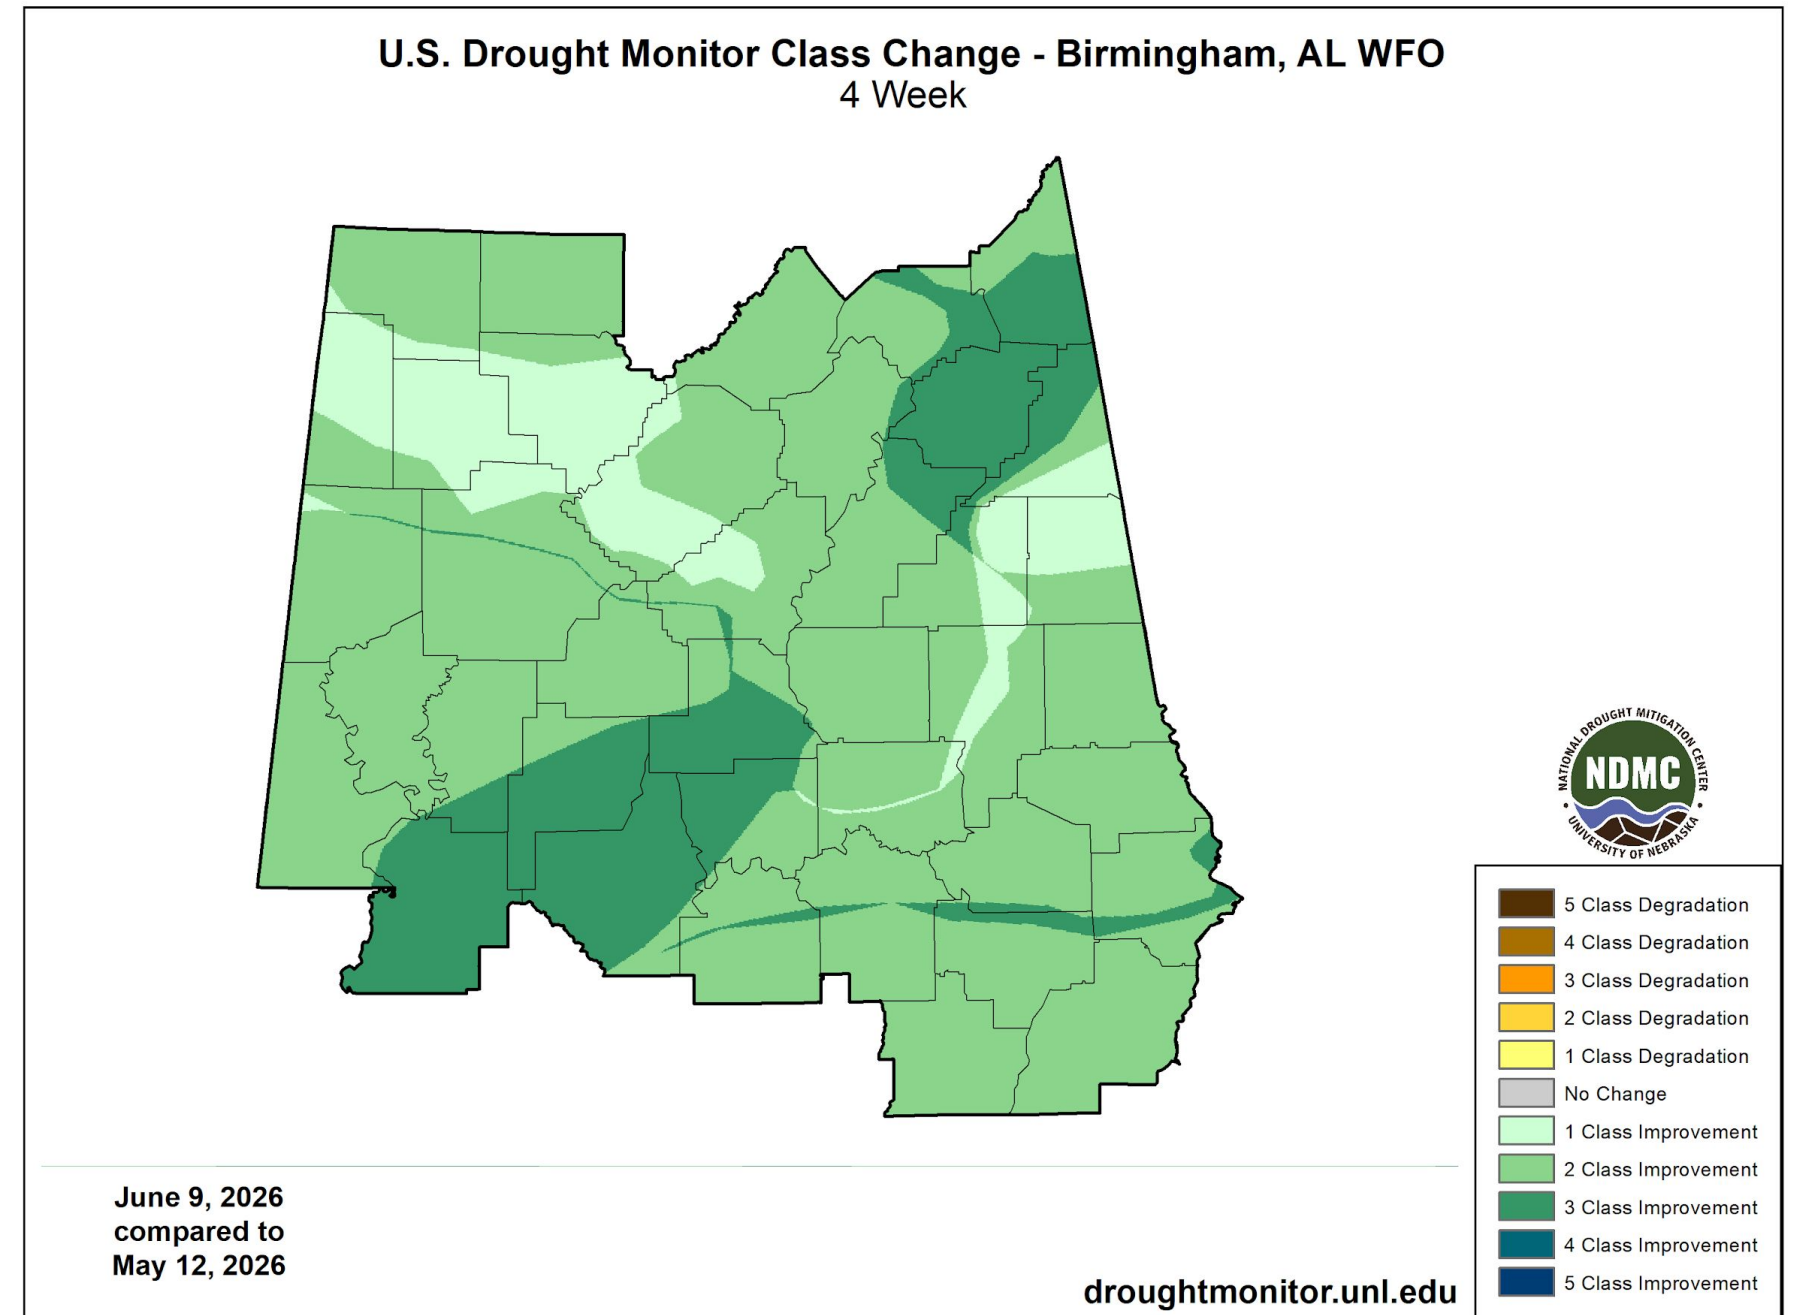 U.S. Drought Monitor Class Change - Birmingham, AL WFO
4 Week
NATIONAL DROUGHT MITIGATION CENTER
NDMC
UNIVERSITY OF NEBRASKA
5 Class Degradation
4 Class Degradation
3 Class Degradation
2 Class Degradation
1 Class Degradation
No Change
1 Class Improvement
2 Class Improvement
3 Class Improvement
4 Class Improvement
5 Class Improvement
June 9, 2026
compared to
May 12, 2026
droughtmonitor.unl.edu